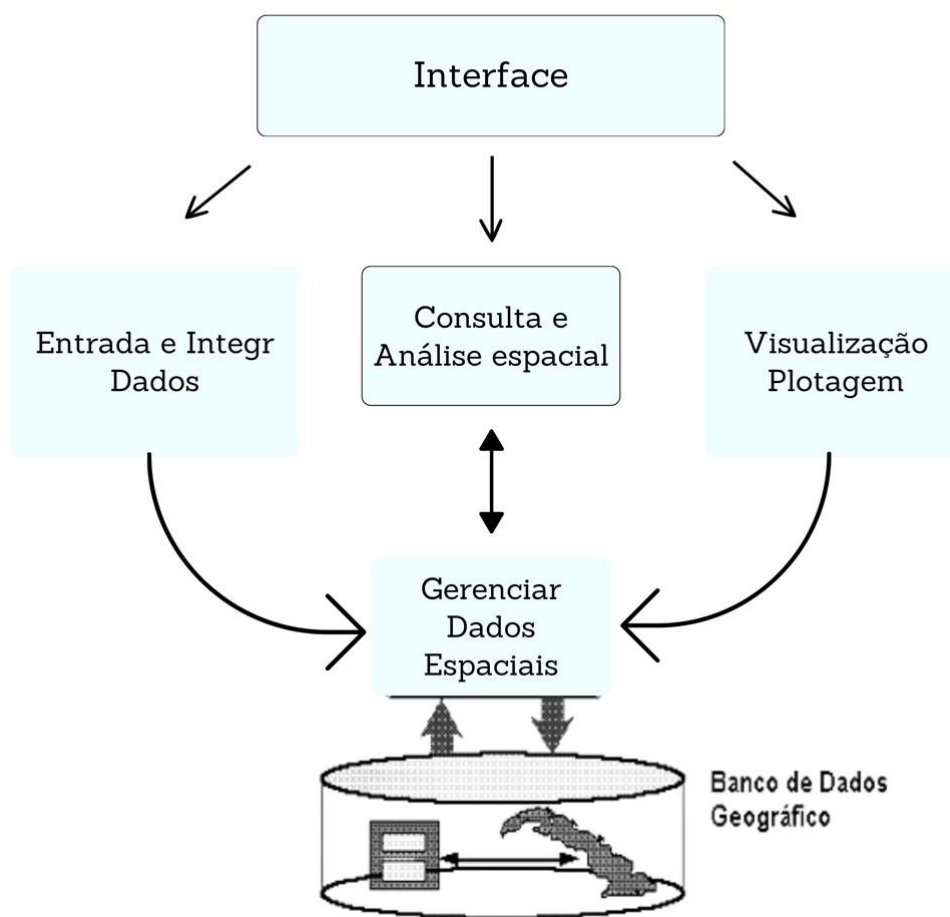 Interface
Entrada e Integr
Dados
Consulta e
Análise espacial
Visualização
Plotagem
Gerenciar
Dados
Espaciais
Banco de Dados
Geográfico